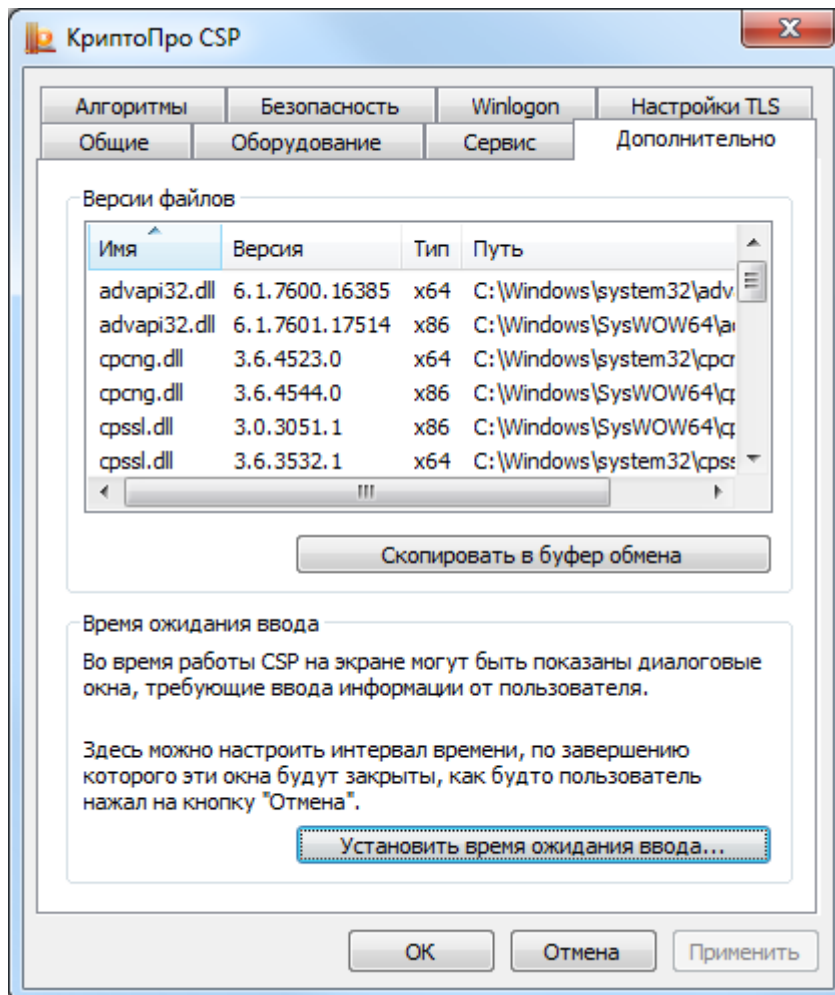 КриптоПро CSP
Алгоритмы Безопасность Winlogon Настройки TLS
Общие Оборудование Сервис Дополнительно
Версии файлов
Имя Версия Тип Путь
advapi32.dll 6.1.7600.16385 x64 C:\Windows\system32\adv
advapi32.dll 6.1.7601.17514 x86 C:\Windows\SysWOW64\a
cpcng.dll 3.6.4523.0 x64 C:\Windows\system32\cpc
cpcng.dll 3.6.4544.0 x86 C:\Windows\SysWOW64\c
cpssl.dll 3.0.3051.1 x86 C:\Windows\SysWOW64\c
cpssl.dll 3.6.3532.1 x64 C:\Windows\system32\cpss
Скопировать в буфер обмена
Время ожидания ввода
Во время работы CSP на экране могут быть показаны диалоговые
окна, требующие ввода информации от пользователя.
Здесь можно настроить интервал времени, по завершению
которого эти окна будут закрыты, как будто пользователь
нажал на кнопку "Отмена".
Установить время ожидания ввода...
ОК Отмена Применить